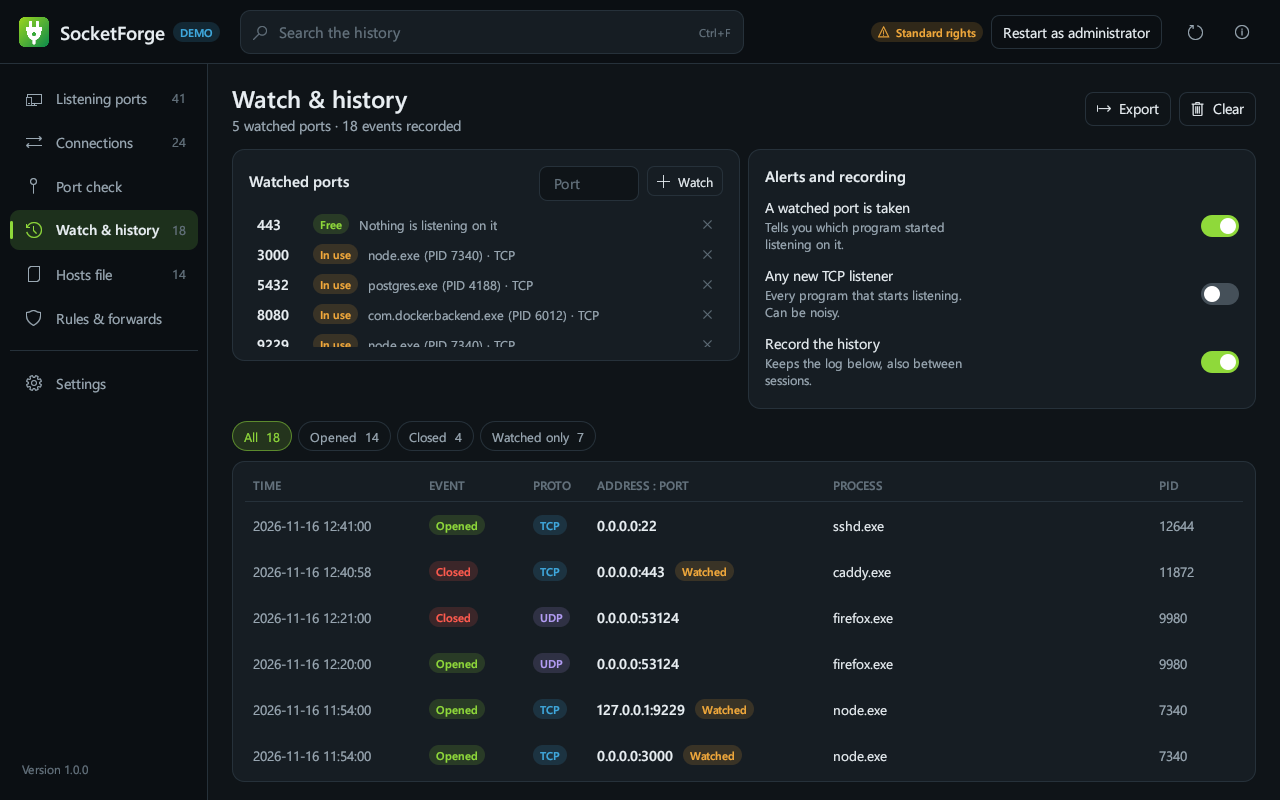 SocketForge DEMO
Search the history Ctrl+F
Standard rights
Restart as administrator
Listening ports 41
Connections 24
Port check
Watch & history 18
Hosts file 14
Rules & forwards
Settings
Version 1.0.0
Watch & history
5 watched ports · 18 events recorded
Export
Clear
Watched ports
Port
Watch
443 Free Nothing is listening on it
3000 In use node.exe (PID 7340) · TCP
5432 In use postgres.exe (PID 4188) · TCP
8080 In use com.docker.backend.exe (PID 6012) · TCP
9229 In use node.exe (PID 7340) · TCP
Alerts and recording
A watched port is taken
Tells you which program started
listening on it.
Any new TCP listener
Every program that starts listening.
Can be noisy.
Record the history
Keeps the log below, also between
sessions.
All 18
Opened 14
Closed 4
Watched only 7
TIME EVENT PROTO ADDRESS : PORT PROCESS PID
2026-11-16 12:41:00 Opened TCP 0.0.0.0:22 sshd.exe 12644
2026-11-16 12:40:58 Closed TCP 0.0.0.0:443 Watched caddy.exe 11872
2026-11-16 12:21:00 Closed UDP 0.0.0.0:53124 firefox.exe 9980
2026-11-16 12:20:00 Opened UDP 0.0.0.0:53124 firefox.exe 9980
2026-11-16 11:54:00 Opened TCP 127.0.0.1:9229 Watched node.exe 7340
2026-11-16 11:54:00 Opened TCP 0.0.0.0:3000 Watched node.exe 7340